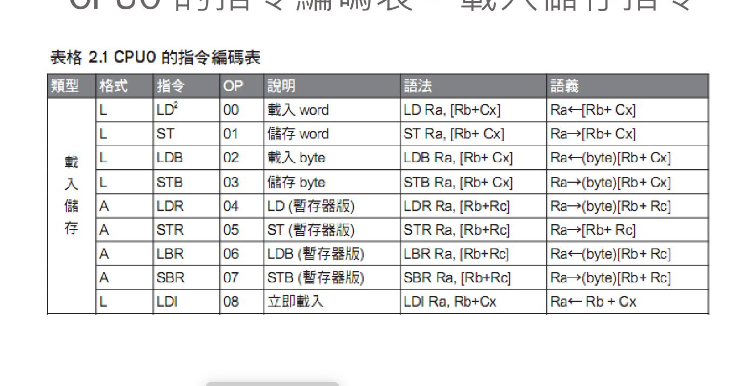 CPU0 的指令編碼表 - 載入儲存指令
表格 2.1 CPU0 的指令編碼表
類型 格式 指令 OP 說明 語法 語義
載入儲存
L LD² 00 載入 word LD Ra, [Rb+Cx] Ra←[Rb+ Cx]
L ST 01 儲存 word ST Ra, [Rb+ Cx] Ra→[Rb+ Cx]
L LDB 02 載入 byte LDB Ra, [Rb+ Cx] Ra←(byte)[Rb+ Cx]
L STB 03 儲存 byte STB Ra, [Rb+ Cx] Ra→(byte)[Rb+ Cx]
A LDR 04 LD (暫存器版) LDR Ra, [Rb+Rc] Ra→(byte)[Rb+ Rc]
A STR 05 ST (暫存器版) STR Ra, [Rb+Rc] Ra→[Rb+ Rc]
A LBR 06 LDB (暫存器版) LBR Ra, [Rb+Rc] Ra←(byte)[Rb+ Rc]
A SBR 07 STB (暫存器版) SBR Ra, [Rb+Rc] Ra→(byte)[Rb+ Rc]
L LDI 08 立即載入 LDI Ra, Rb+Cx Ra← Rb + Cx